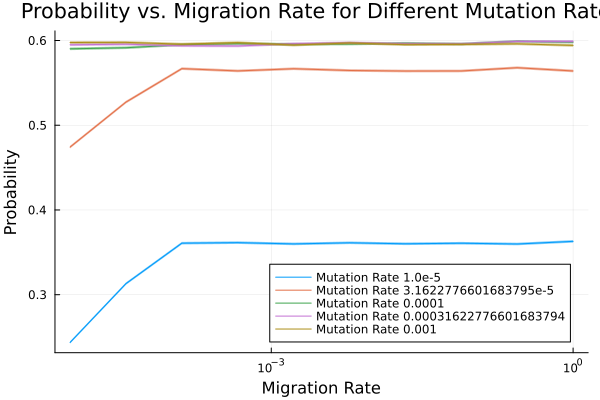 Probability vs. Migration Rate for Different Mutation Rate
0.6
0.5
0.4
0.3
Probability
Mutation Rate 1.0e-5
Mutation Rate 3.1622776601683795e-5
Mutation Rate 0.0001
Mutation Rate 0.00031622776601683794
Mutation Rate 0.001
10⁻³
10⁰
Migration Rate